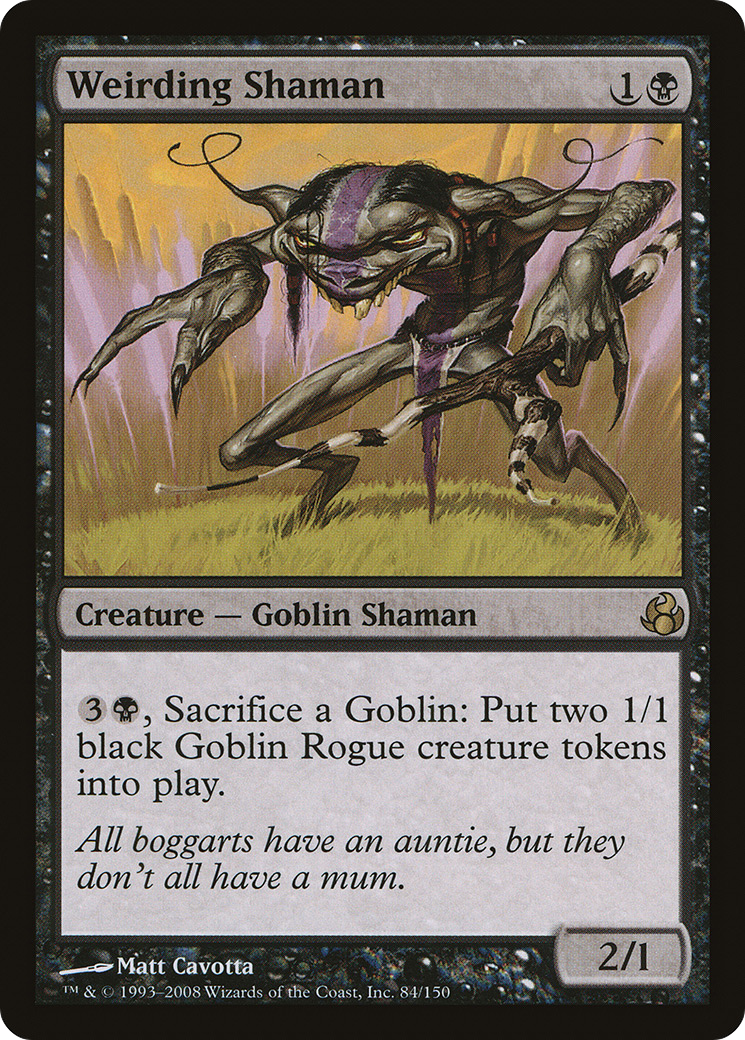 Weirding Shaman 1
Creature — Goblin Shaman
3, Sacrifice a Goblin: Put two 1/1
black Goblin Rogue creature tokens
into play.
All boggarts have an auntie, but they
don't all have a mum.
2/1
Matt Cavotta
™ & © 1993–2008 Wizards of the Coast, Inc. 84/150